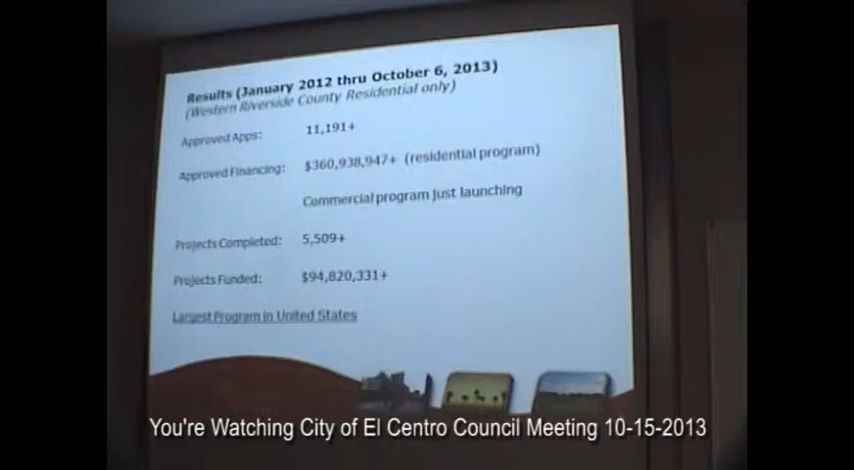 Results (January 2012 thru October 6, 2013)
(Western Riverside County Residential only)
Approved Apps: 11,191+
Approved Financing: $360,938,947+ (residential program)
Commercial program just launching
Projects Completed: 5,509+
Projects Funded: $94,820,331+
Largest Program in United States
You're Watching City of El Centro Council Meeting 10-15-2013